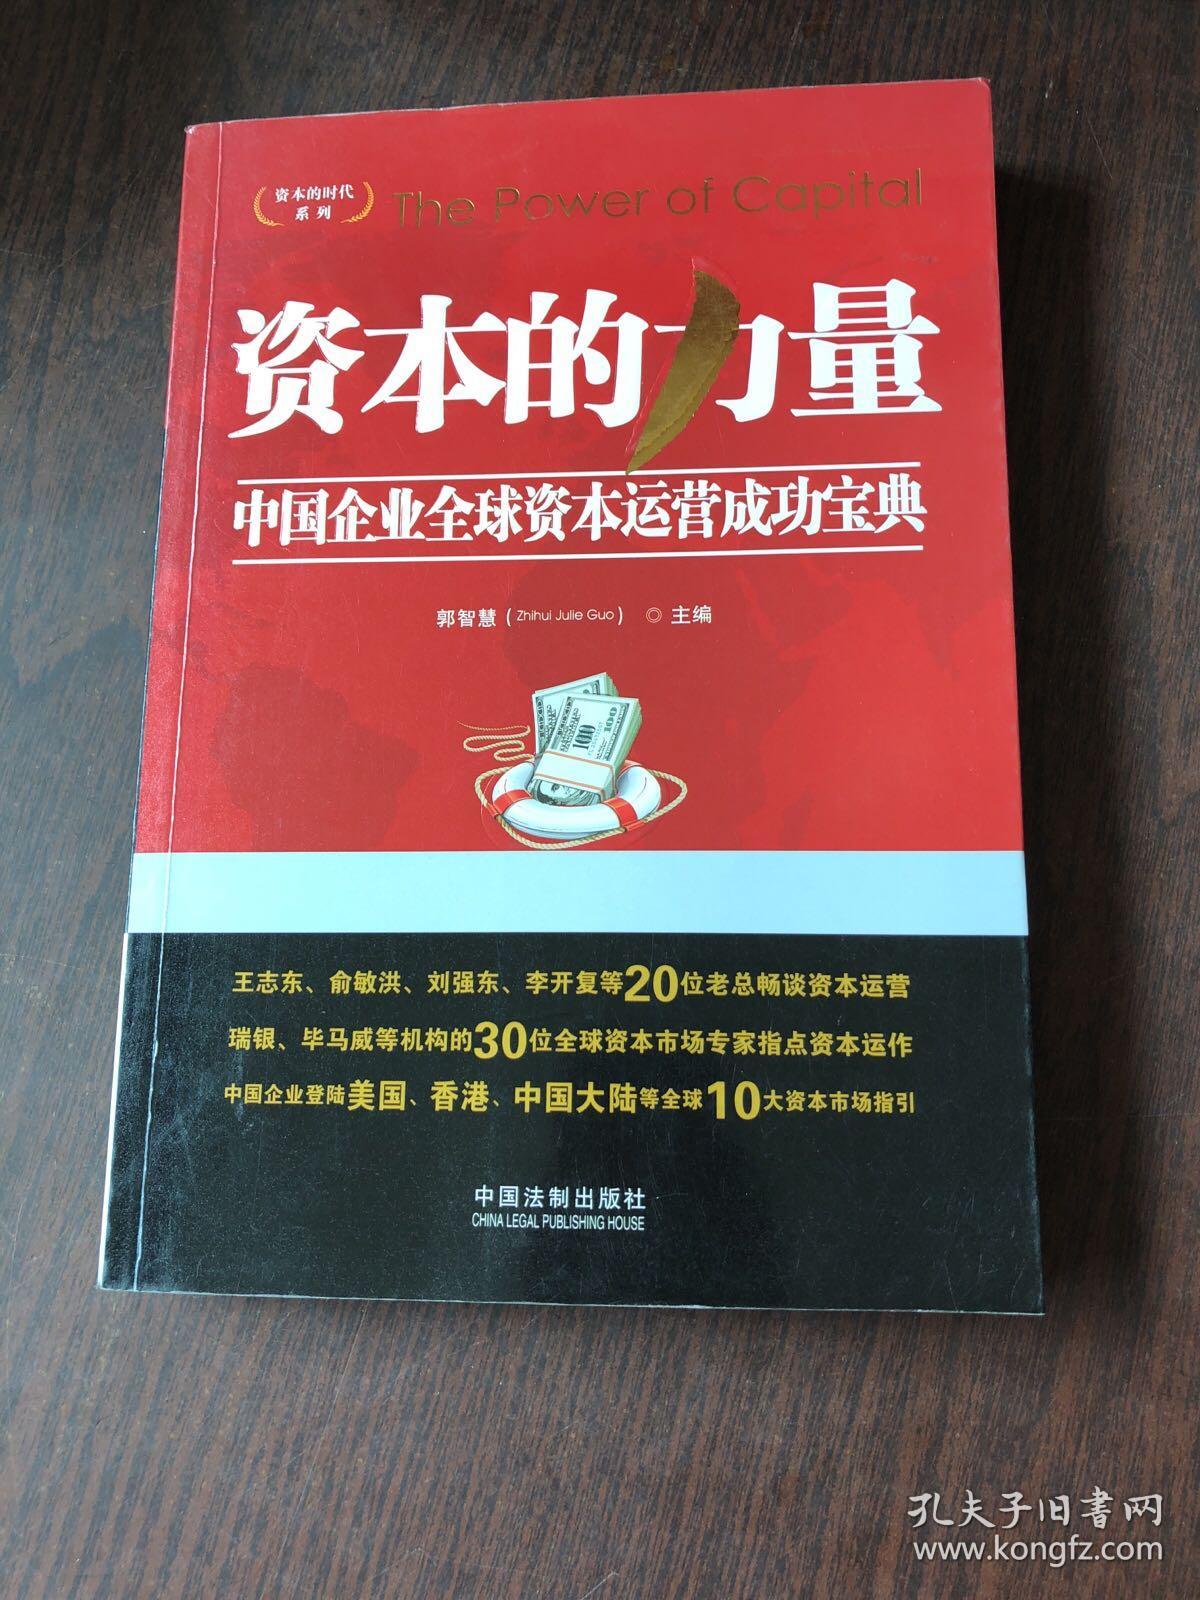 资本的时代
系列
The Power of Capital
资本的力量
中国企业全球资本运营成功宝典
郭智慧（Zhihui Julie Guo） ◎ 主编
100
100
王志东、俞敏洪、刘强东、李开复等20位老总畅谈资本运营
瑞银、毕马威等机构的30位全球资本市场专家指点资本运作
中国企业登陆美国、香港、中国大陆等全球10大资本市场指引
中国法制出版社
CHINA LEGAL PUBLISHING HOUSE
孔夫子旧书网
www.kongfz.com